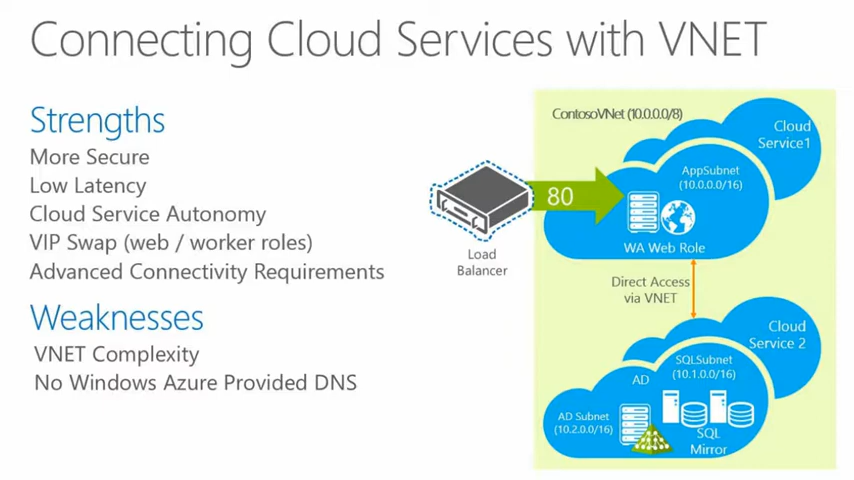 Connecting Cloud Services with VNET
Strengths
More Secure
Low Latency
Cloud Service Autonomy
VIP Swap (web / worker roles)
Advanced Connectivity Requirements
Weaknesses
VNET Complexity
No Windows Azure Provided DNS
ContosoVNet (10.0.0.0/8)
Cloud
Service1
AppSubnet
(10.0.0.0/16)
80
WA Web Role
Load
Balancer
Direct Access
via VNET
Cloud
Service 2
SQLSubnet
(10.1.0.0/16)
AD
AD Subnet
(10.2.0.0/16)
SQL
Mirror